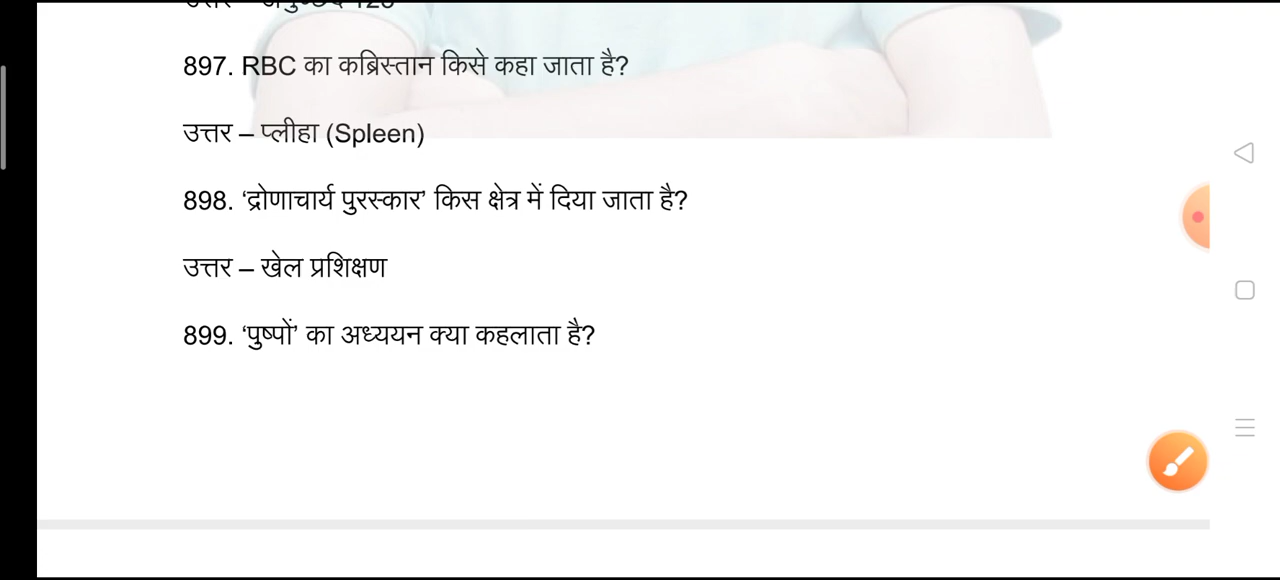 897. RBC का कब्रिस्तान किसे कहा जाता है?
उत्तर – प्लीहा (Spleen)
898. ‘द्रोणाचार्य पुरस्कार’ किस क्षेत्र में दिया जाता है?
उत्तर – खेल प्रशिक्षण
899. ‘पुष्पों’ का अध्ययन क्या कहलाता है?